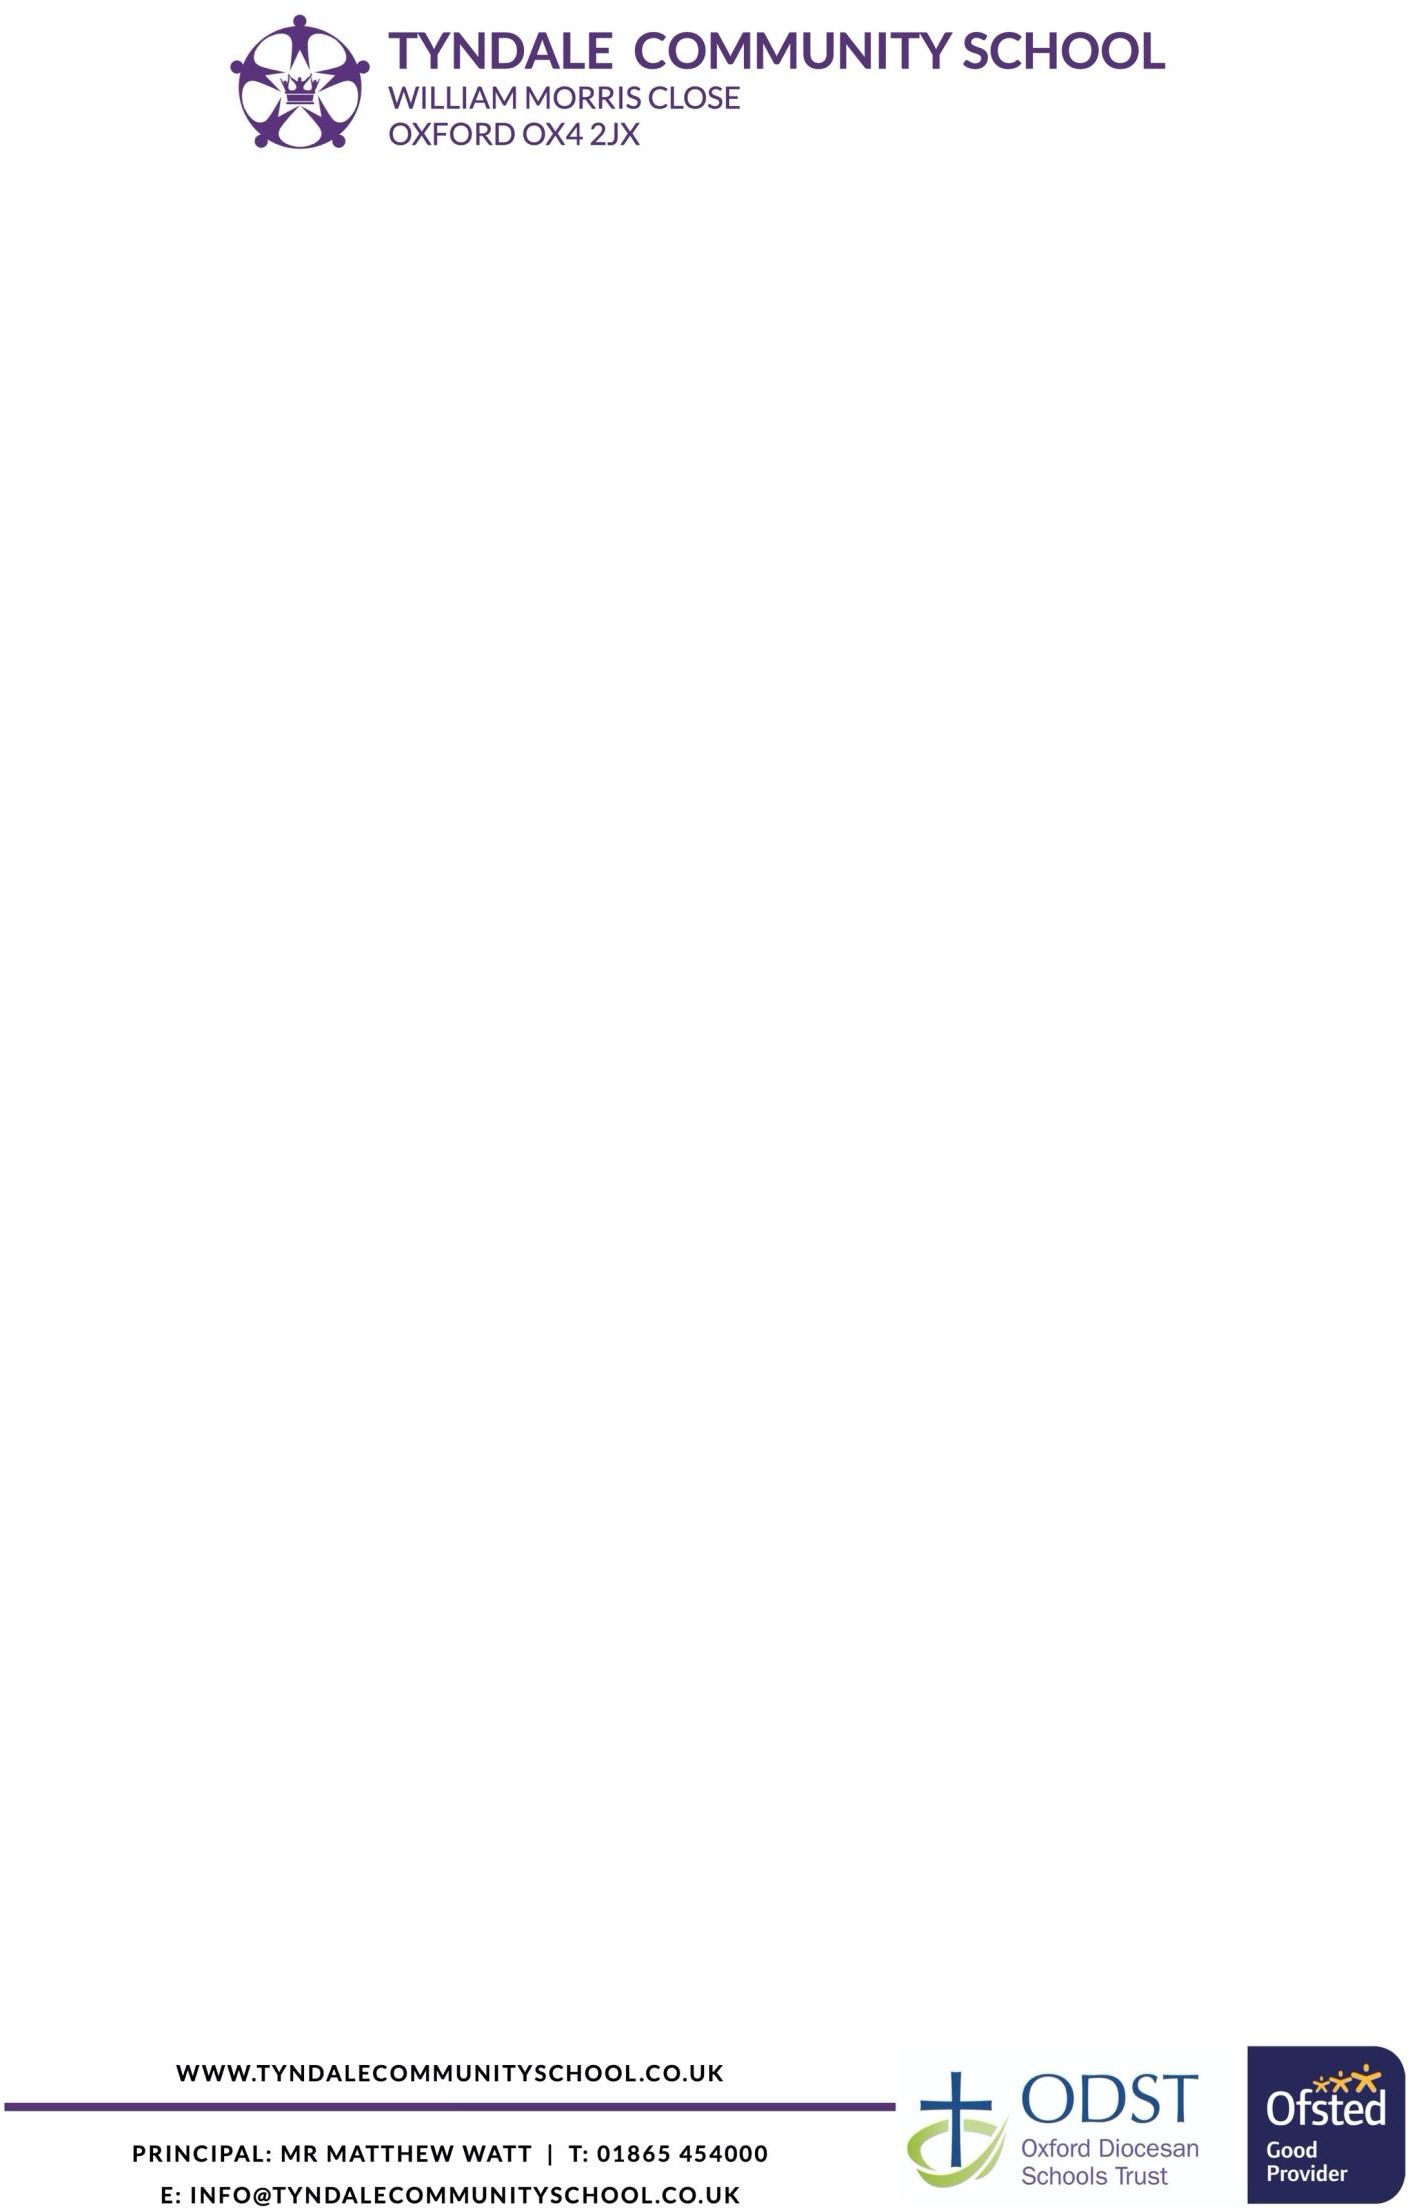 TYNDALE COMMUNITY SCHOOL
WILLIAM MORRIS CLOSE
OXFORD OX4 2JX
WWW.TYNDALECOMMUNITYSCHOOL.CO.UK
PRINCIPAL: MR MATTHEW WATT | T: 01865 454000
E: INFO@TYNDALECOMMUNITYSCHOOL.CO.UK
ODST
Oxford Diocesan
Schools Trust
Ofsted
Good
Provider